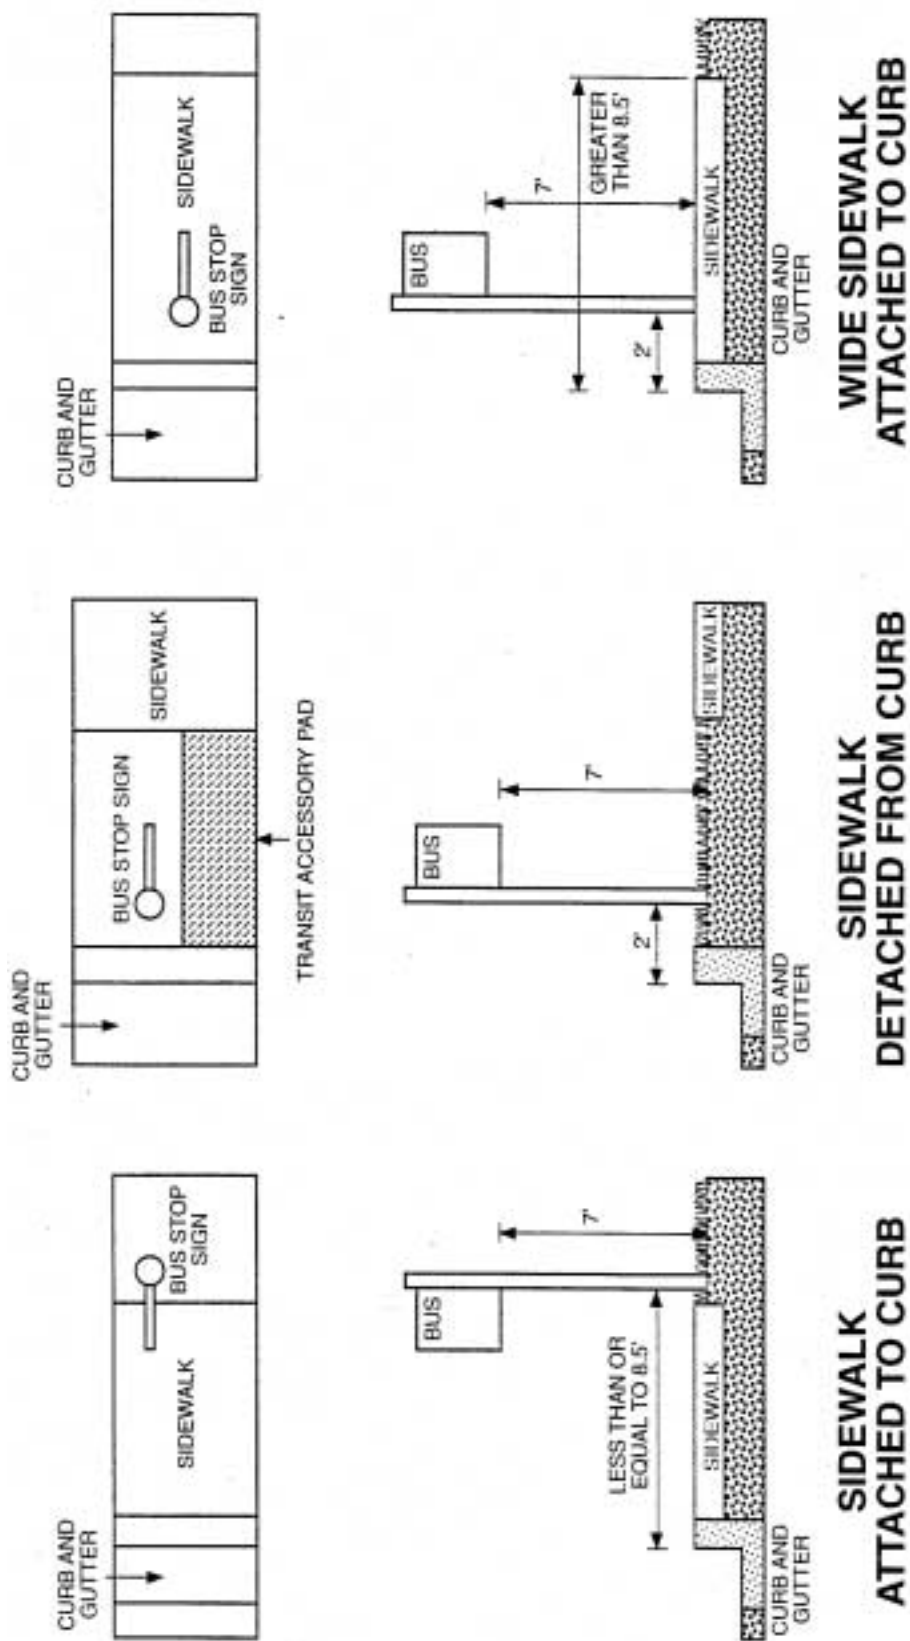 CURB AND
GUTTER
SIDEWALK
BUS STOP
SIGN
BUS
7'
LESS THAN OR
EQUAL TO 8.5'
SIDEWALK
CURB AND
GUTTER
SIDEWALK
ATTACHED TO CURB
CURB AND
GUTTER
BUS STOP SIGN
SIDEWALK
TRANSIT ACCESSORY PAD
BUS
7'
2'
SIDEWALK
CURB AND
GUTTER
SIDEWALK
DETACHED FROM CURB
CURB AND
GUTTER
SIDEWALK
BUS STOP
SIGN
BUS
7'
GREATER
THAN 8.5'
2'
SIDEWALK
CURB AND
GUTTER
WIDE SIDEWALK
ATTACHED TO CURB